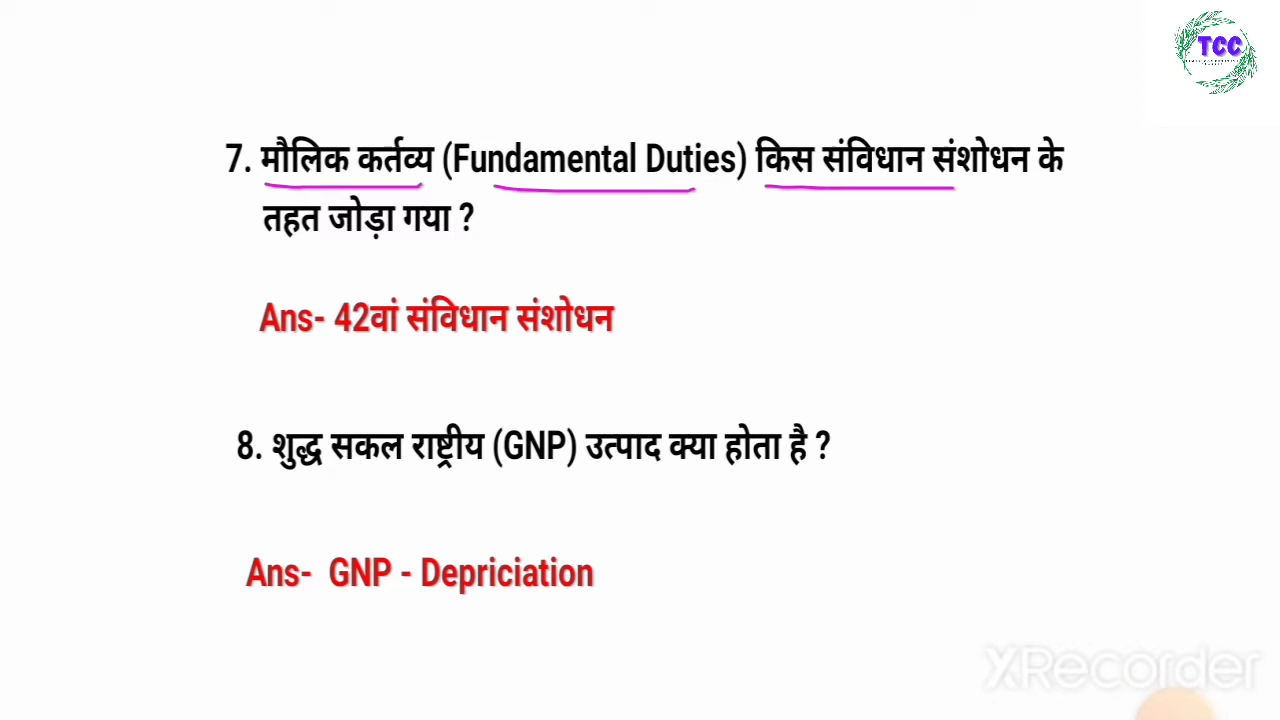 TCC
7. मौलिक कर्तव्य (Fundamental Duties) किस संविधान संशोधन के
तहत जोड़ा गया ?
Ans- 42वां संविधान संशोधन
8. शुद्ध सकल राष्ट्रीय (GNP) उत्पाद क्या होता है ?
Ans- GNP - Depriciation
XRecorder